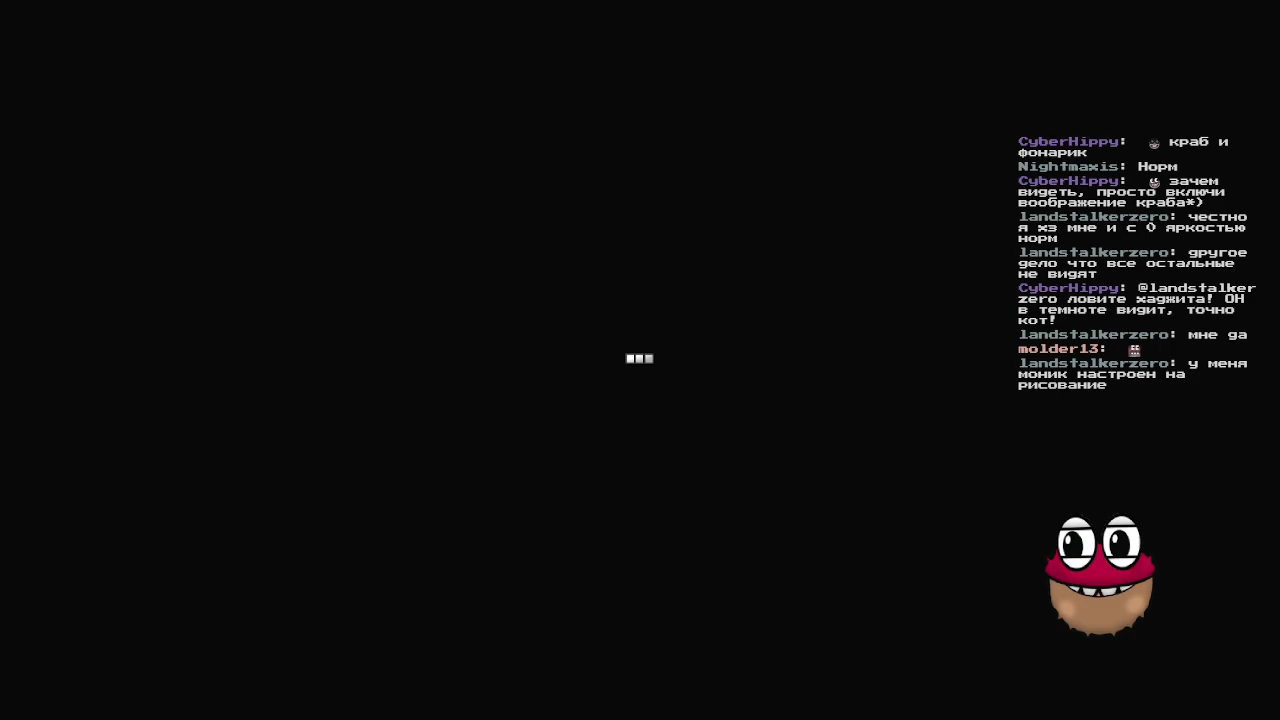 CyberHippy: краб и
фонарик
Nightmaxis: Норм
CyberHippy: зачем
видеть, просто включи
воображение краба*)
landstalkerzero: честно
я хз мне и с 0 яркостью
норм
landstalkerzero: другое
дело что все остальные
не видят
CyberHippy: @landstalker
zero ловите хаджита! ОН
в темноте видит, точно
кот!
landstalkerzero: мне да
molder13:
landstalkerzero: у меня
моник настроен на
рисование